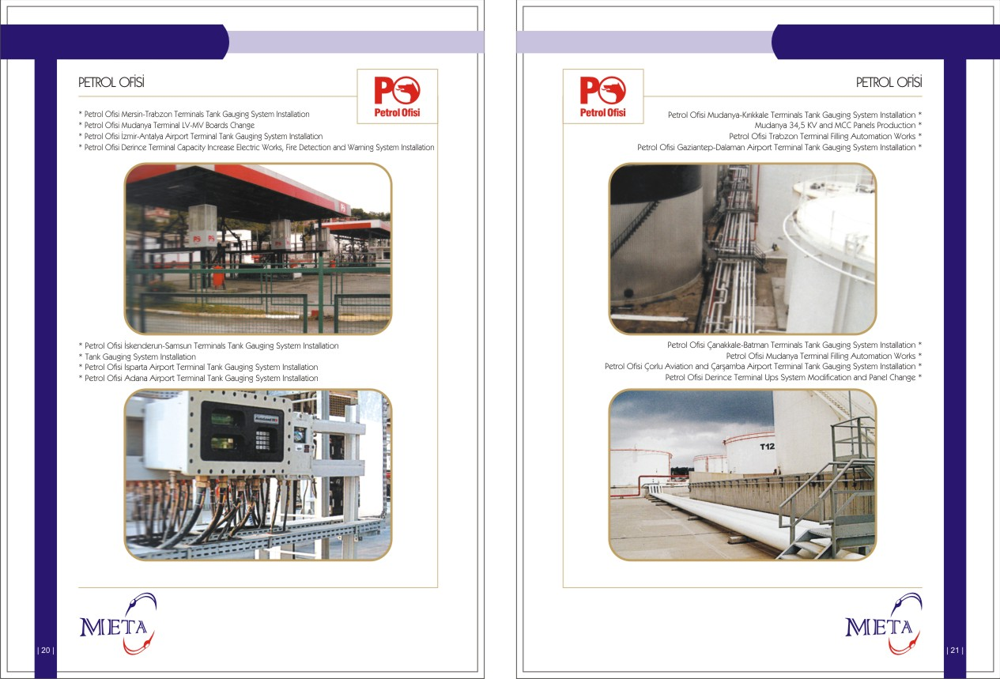 PETROL OFİSİ
PO
Petrol Ofisi
* Petrol Ofisi Mersin-Trabzon Terminals Tank Gauging System Installation
* Petrol Ofisi Mudanya Terminal LV-MV Boards Change
* Petrol Ofisi İzmir-Antalya Airport Terminal Tank Gauging System Installation
* Petrol Ofisi Derince Terminal Capacity Increase Electric Works, Fire Detection and Warning System Installation
* Petrol Ofisi İskenderun-Samsun Terminals Tank Gauging System Installation
* Tank Gauging System Installation
* Petrol Ofisi Isparta Airport Terminal Tank Gauging System Installation
* Petrol Ofisi Adana Airport Terminal Tank Gauging System Installation
META
| 20 |
PO
Petrol Ofisi
PETROL OFİSİ
Petrol Ofisi Mudanya-Kırıkkale Terminals Tank Gauging System Installation *
Mudanya 34,5 KV and MCC Panels Production *
Petrol Ofisi Trabzon Terminal Filling Automation Works *
Petrol Ofisi Gaziantep-Dalaman Airport Terminal Tank Gauging System Installation *
Petrol Ofisi Çanakkale-Batman Terminals Tank Gauging System Installation *
Petrol Ofisi Mudanya Terminal Filling Automation Works *
Petrol Ofisi Çorlu Aviation and Çarşamba Airport Terminal Tank Gauging System Installation *
Petrol Ofisi Derince Terminal Ups System Modification and Panel Change *
T12
META
| 21 |